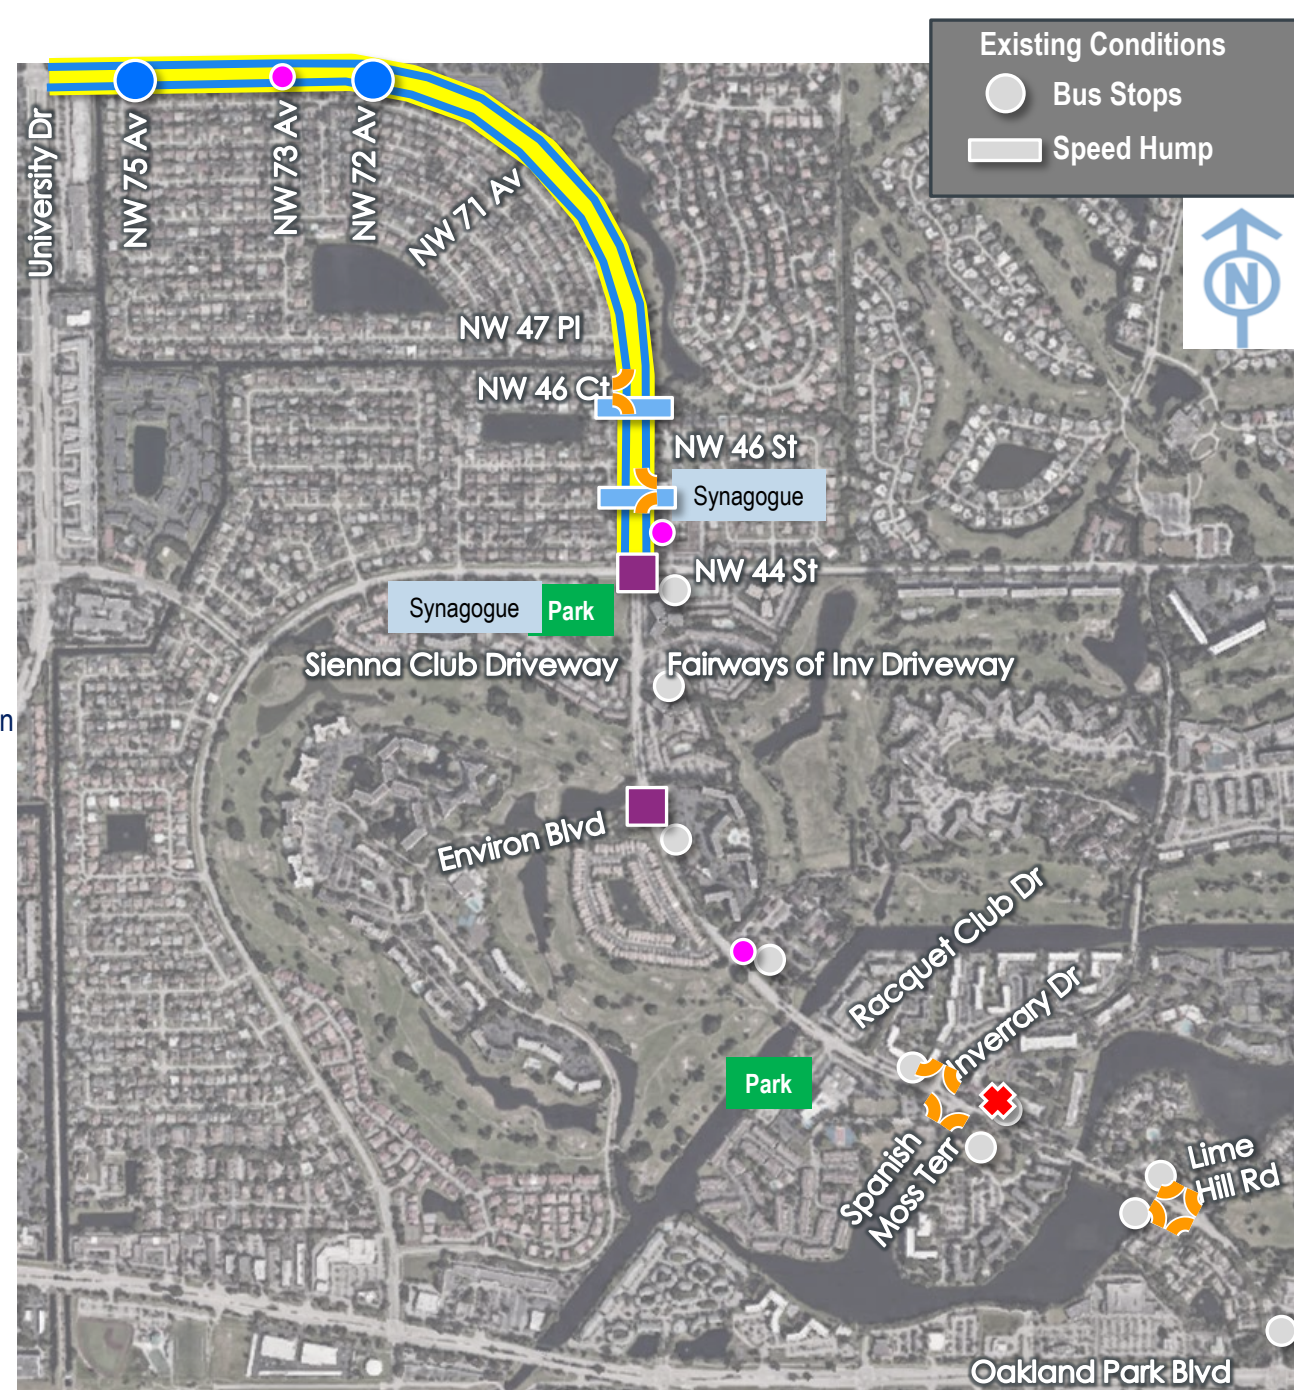 Existing Conditions
Bus Stops
Speed Hump
N
University Dr
NW 75 Av
NW 73 Av
NW 72 Av
NW 71 Av
NW 47 Pl
NW 46 Ct
NW 46 St
Synagogue
NW 44 St
Synagogue
Park
Sienna Club Driveway
Fairways of Inv Driveway
n
Environ Blvd
Racquet Club Dr
Inverrary Dr
Park
Spanish
Moss Terr
Lime
Hill Rd
Oakland Park Blvd